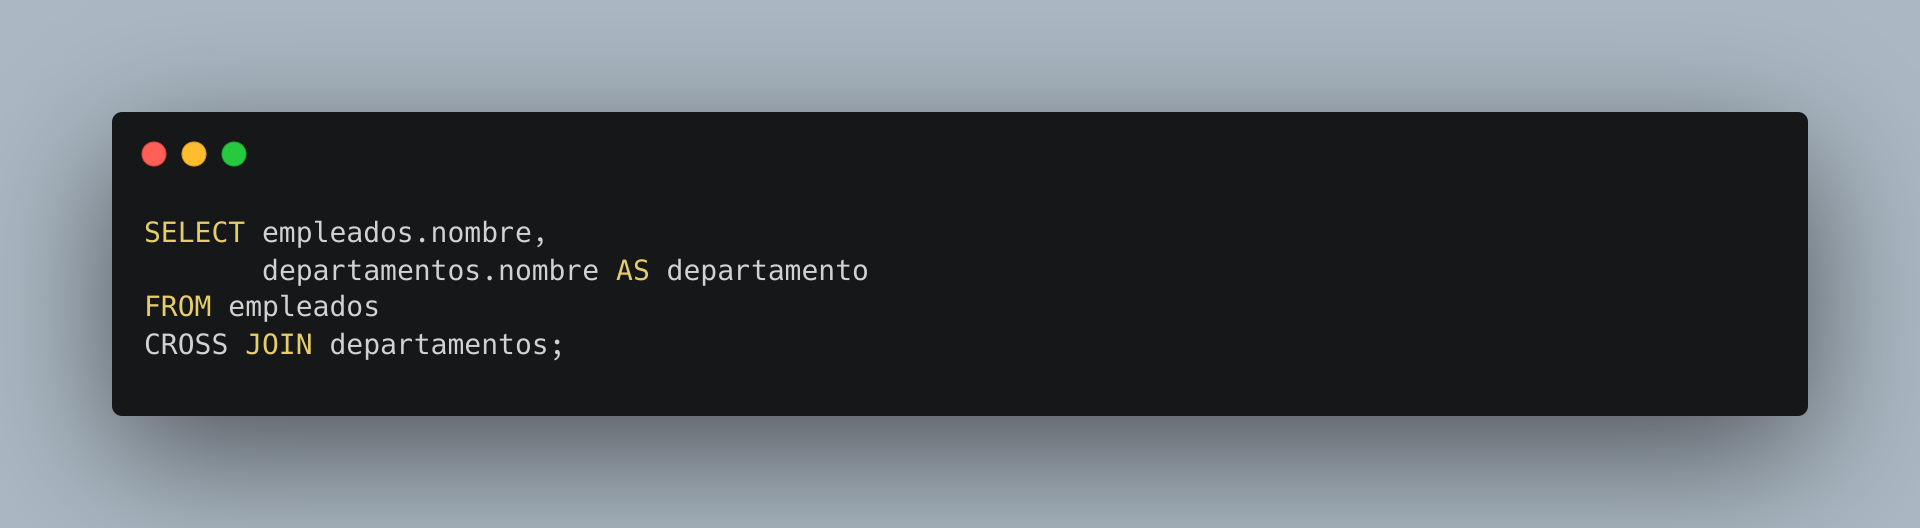 SELECT empleados.nombre,
       departamentos.nombre AS departamento
FROM empleados
CROSS JOIN departamentos;